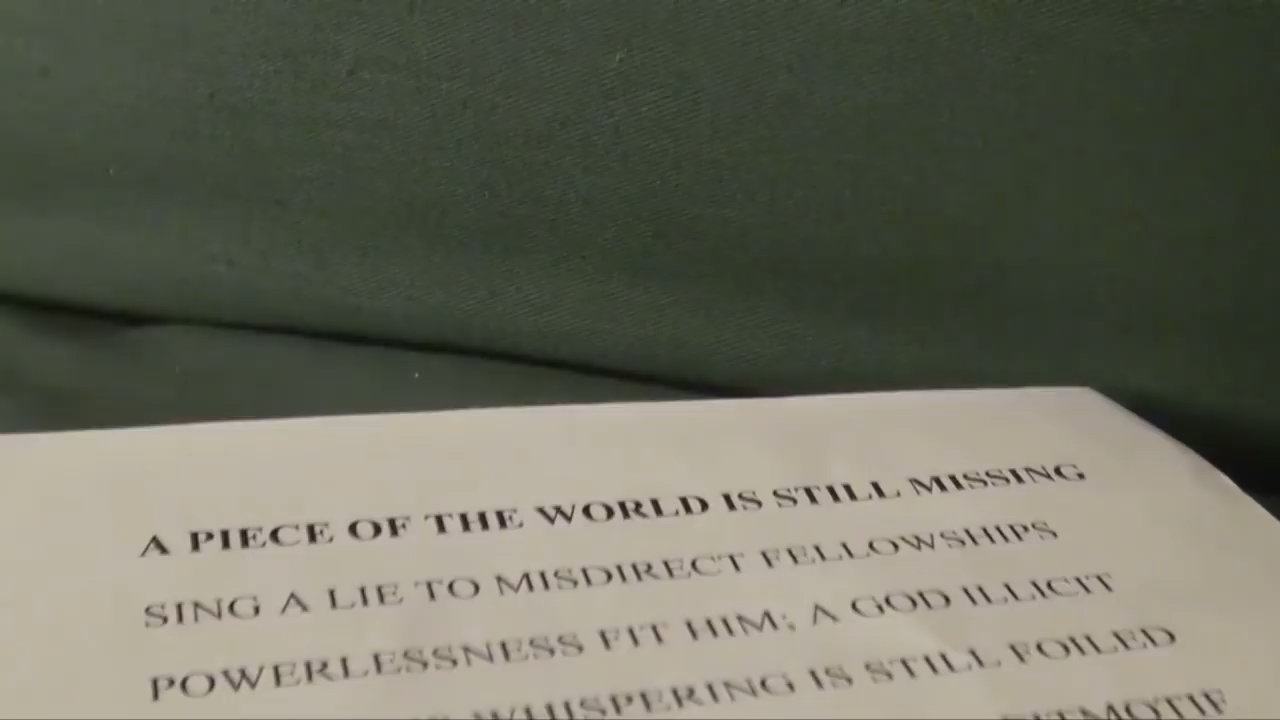 A PIECE OF THE WORLD IS STILL MISSING
SING A LIE TO MISDIRECT FELLOWSHIPS
POWERLESSNESS FIT HIM; A GOD ILLICIT
WHISPERING IS STILL FOILED